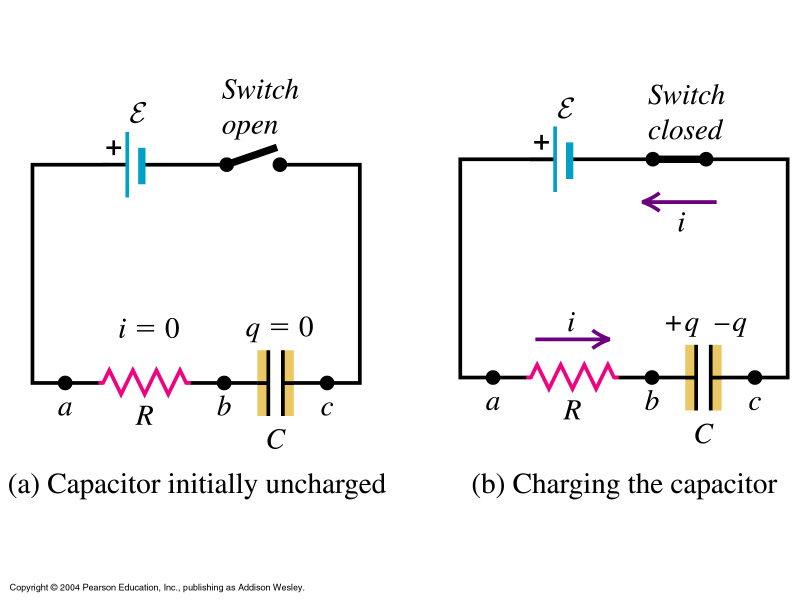 Switch
open
ℰ
+
i = 0
q = 0
a
R
b
c
C
(a) Capacitor initially uncharged
Switch
closed
ℰ
+
i
i
+q −q
a
R
b
c
C
(b) Charging the capacitor
Copyright © 2004 Pearson Education, Inc., publishing as Addison Wesley.